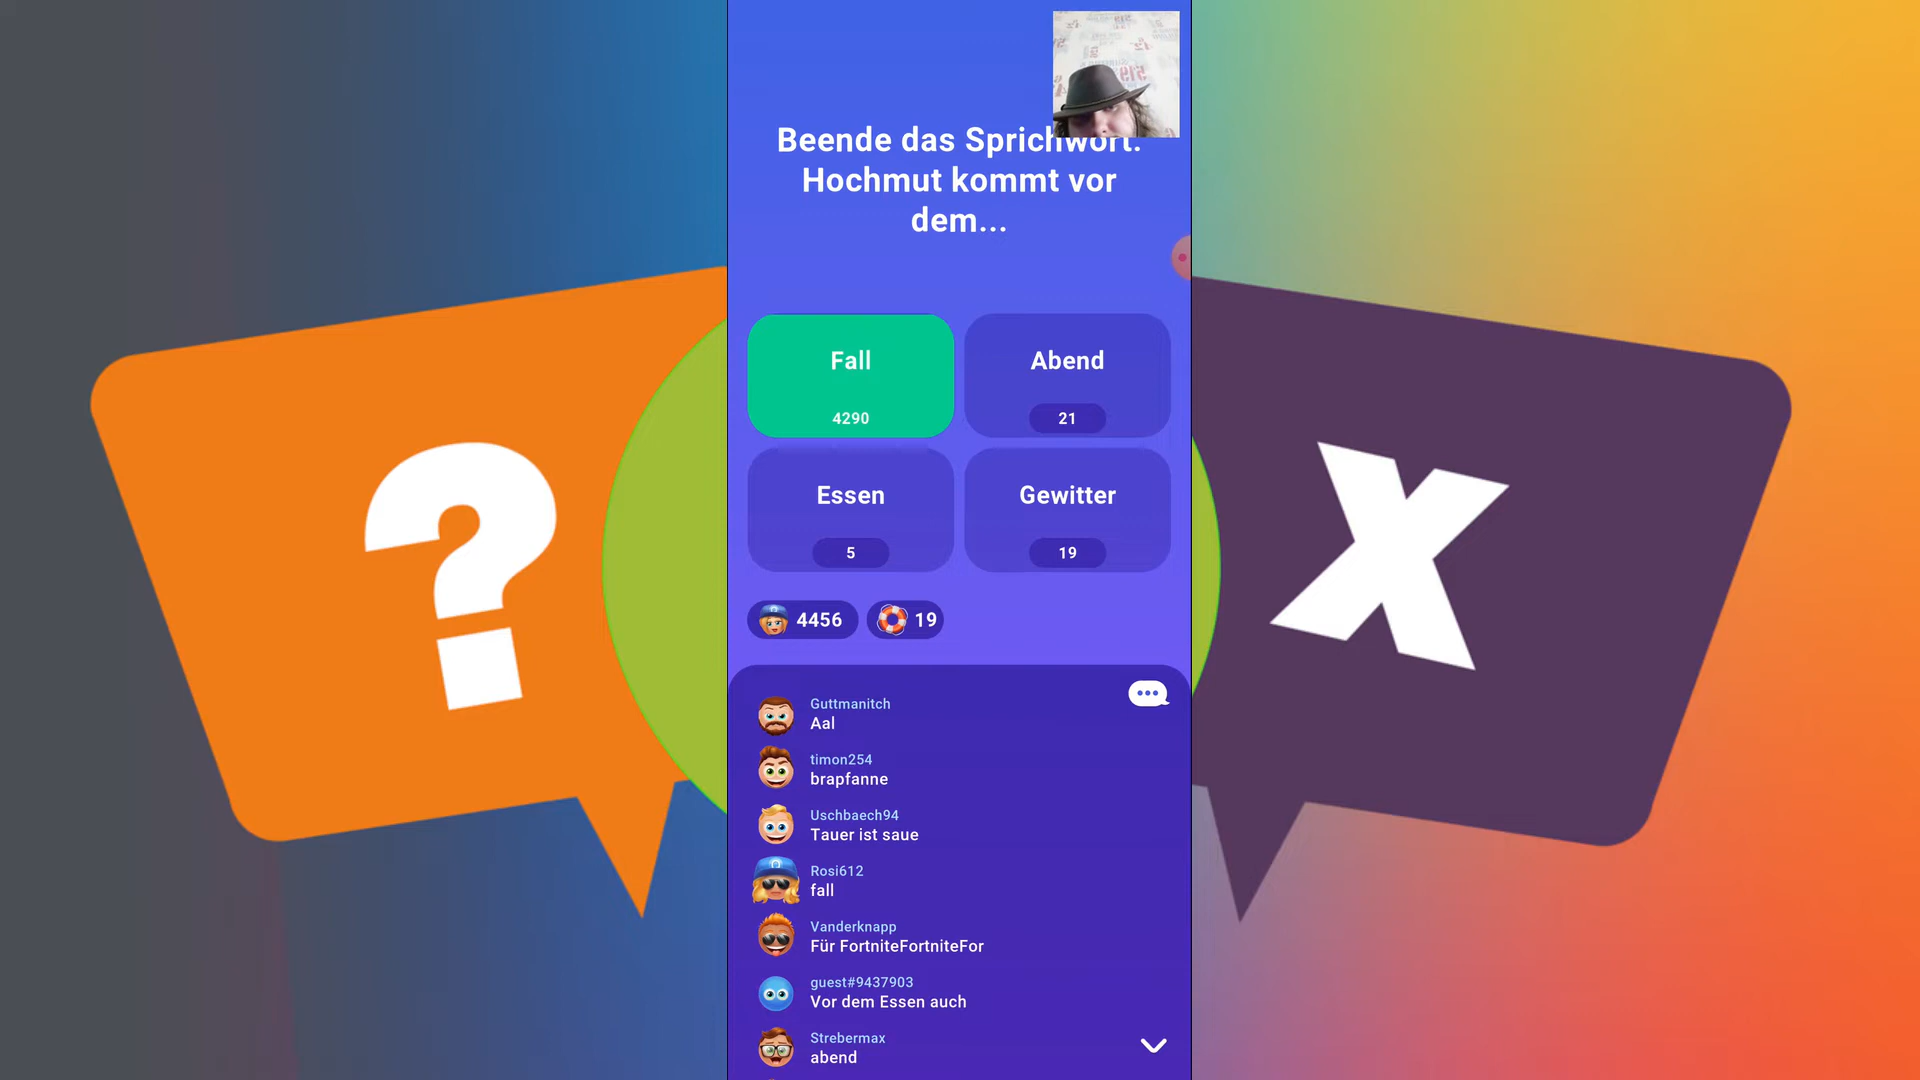 Beende das Sprichwort:
Hochmut kommt vor
dem...
Fall
4290
Abend
21
Essen
5
Gewitter
19
4456
19
Guttmanitch
Aal
timon254
brapfanne
Uschbaech94
Tauer ist saue
Rosi612
fall
Vanderknapp
Für FortniteFortniteFor
guest#9437903
Vor dem Essen auch
Strebermax
abend
?
X